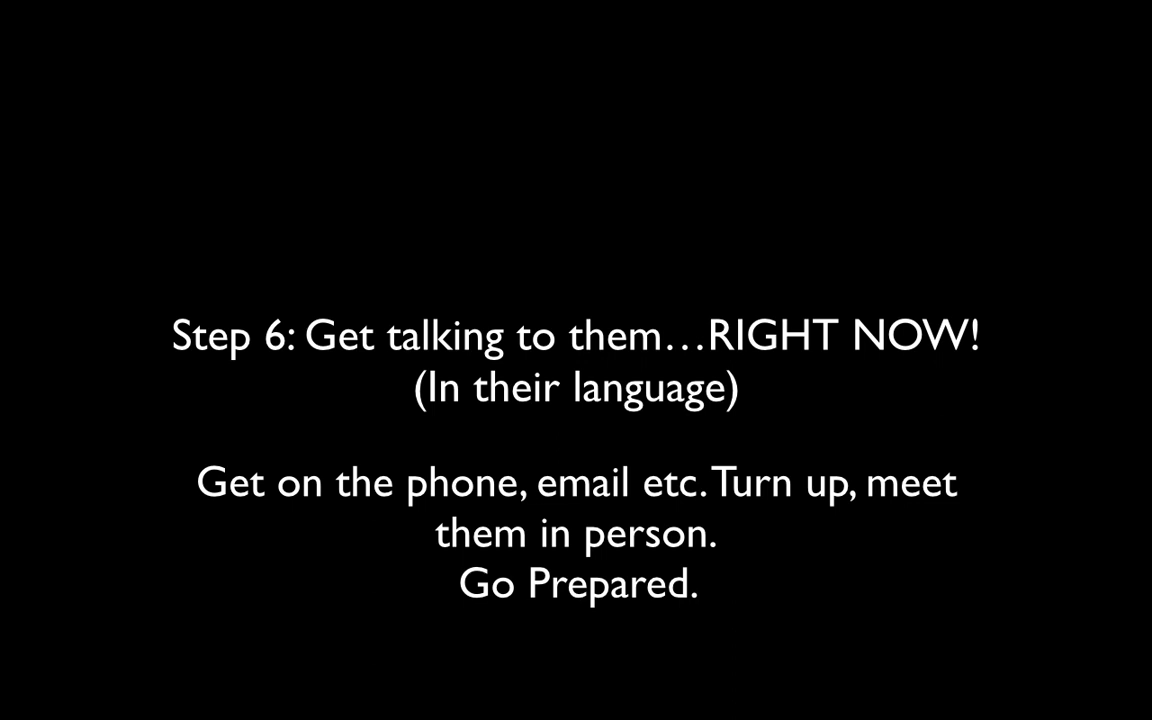 Step 6: Get talking to them…RIGHT NOW!
(In their language)
Get on the phone, email etc. Turn up, meet
them in person.
Go Prepared.